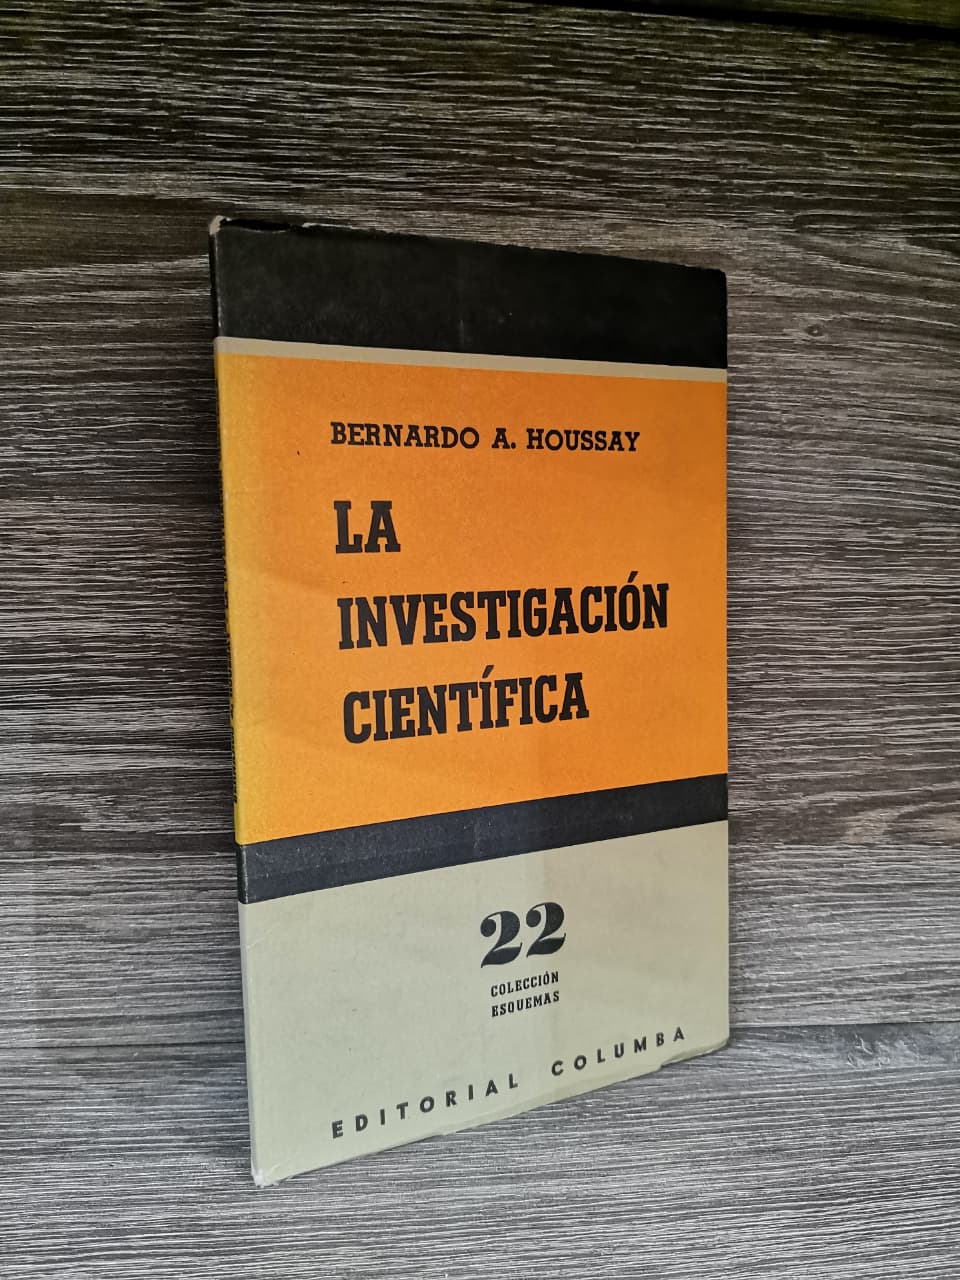 BERNARDO A. HOUSSAY
LA
INVESTIGACIÓN
CIENTÍFICA
22
COLECCIÓN
ESQUEMAS
EDITORIAL COLUMBA